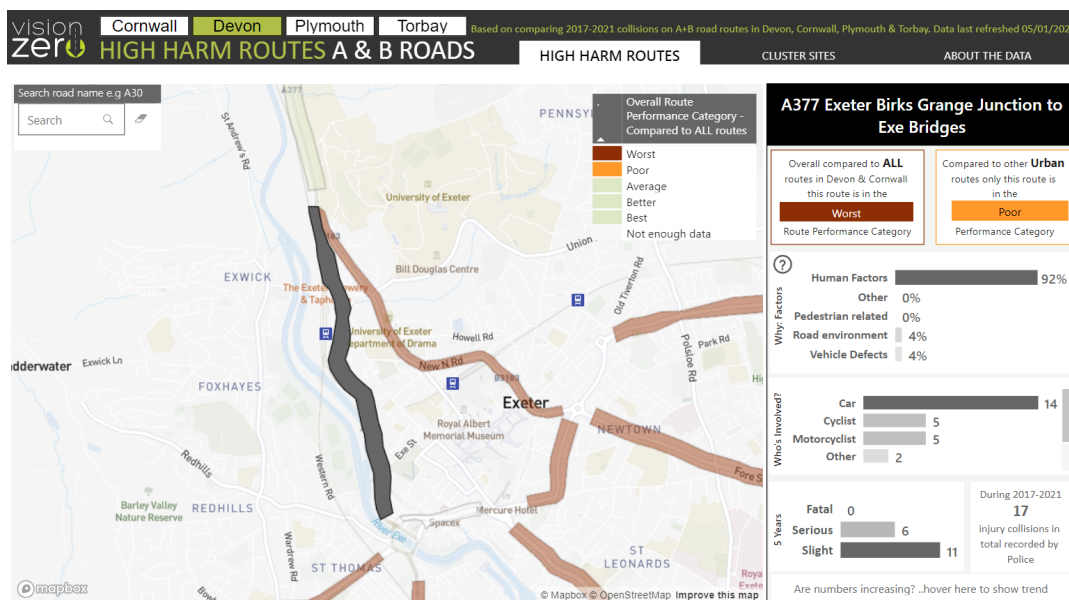 vision
zero
Cornwall
Devon
Plymouth
Torbay
Based on comparing 2017-2021 collisions on A+B road routes in Devon, Cornwall, Plymouth & Torbay. Data last refreshed 05/01/202
HIGH HARM ROUTES A & B ROADS
HIGH HARM ROUTES
CLUSTER SITES
ABOUT THE DATA
Search road name e.g A30
Search
A377
St Andrew's Rd
PENNSY
Overall Route
Performance Category -
Compared to ALL routes
Worst
Poor
Average
Better
Best
Not enough data
University of Exeter
Union
Bill Douglas Centre
Old Tiverton Rd
EXWICK
The Exeter
& Tapho
University of Exeter
Department of Drama
Howell Rd
Polsloe Rd
Park Rd
dderwater
Exwick Ln
New N Rd
B3183
FOXHAYES
Exeter
Royal Albert
Memorial Museum
NEWTOWN
Exe St
Redhills
Western Rd
Fore S
Barley Valley
Nature Reserve
REDHILLS
Mercure Hotel
Spacex
River Exe
Wardrew Rd
ST THOMAS
ST
LEONARDS
Roya
Exete
mapbox
© Mapbox © OpenStreetMap Improve this map
A377 Exeter Birks Grange Junction to
Exe Bridges
Overall compared to ALL
routes in Devon & Cornwall
this route is in the
Worst
Route Performance Category
Compared to other Urban
routes only this route is
in the
Poor
Performance Category
?
Why: Factors
Human Factors 92%
Other 0%
Pedestrian related 0%
Road environment 4%
Vehicle Defects 4%
Who's Involved?
Car 14
Cyclist 5
Motorcyclist 5
Other 2
5 Years
Fatal 0
Serious 6
Slight 11
During 2017-2021
17
injury collisions in
total recorded by
Police
Are numbers increasing? ..hover here to show trend